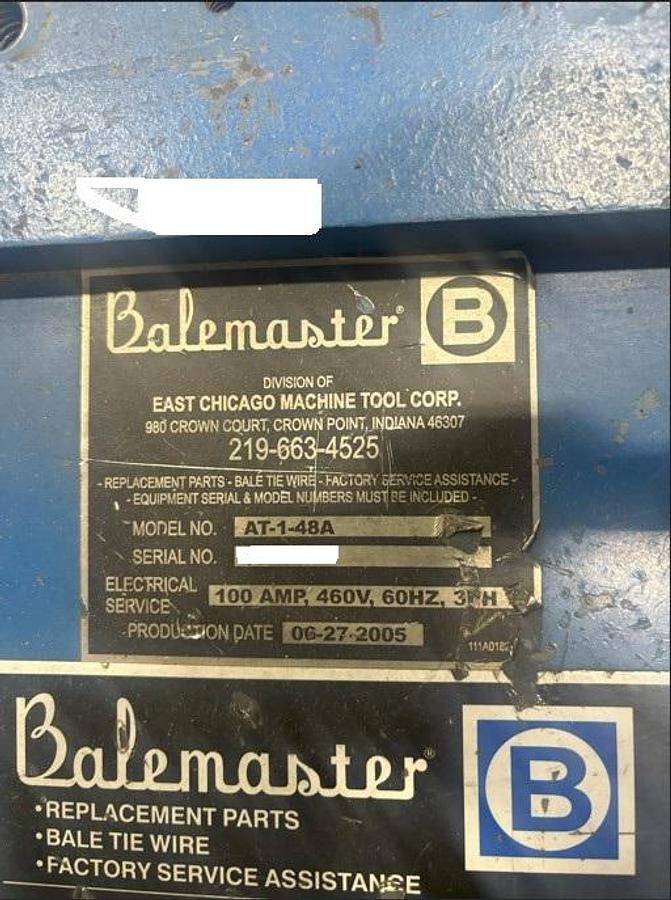 Balemaster® B
DIVISION OF
EAST CHICAGO MACHINE TOOL CORP.
980 CROWN COURT, CROWN POINT, INDIANA 46307
219-663-4525
- REPLACEMENT PARTS - BALE TIE WIRE - FACTORY SERVICE ASSISTANCE -
- EQUIPMENT SERIAL & MODEL NUMBERS MUST BE INCLUDED -
MODEL NO. AT-1-48A
SERIAL NO.
ELECTRICAL
SERVICE 100 AMP, 460V, 60HZ, 3PH
PRODUCTION DATE 06-27-2005
Balemaster® B
•REPLACEMENT PARTS
•BALE TIE WIRE
•FACTORY SERVICE ASSISTANCE